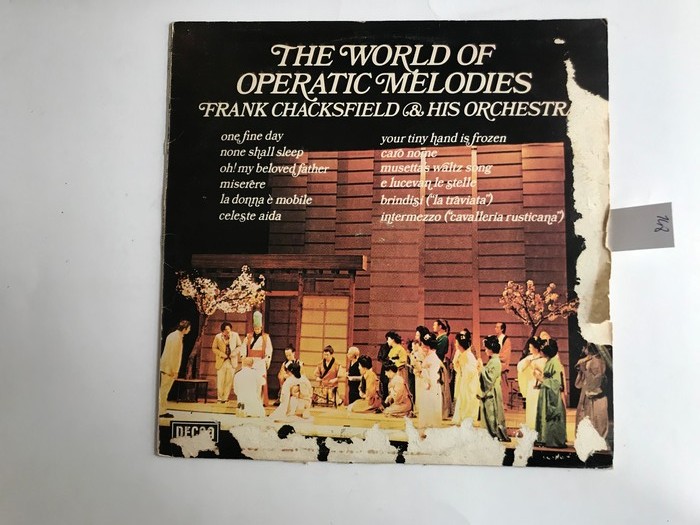 THE WORLD OF
OPERATIC MELODIES
FRANK CHACKSFIELD & HIS ORCHESTRA
one fine day
none shall sleep
oh! my beloved father
miserère
la donna è mobile
celeste aida
your tiny hand is frozen
caro nome
musetta's waltz song
e lucevan le stelle
brindisi ("la traviata")
intermezzo ("cavalleria rusticana")
DECCA